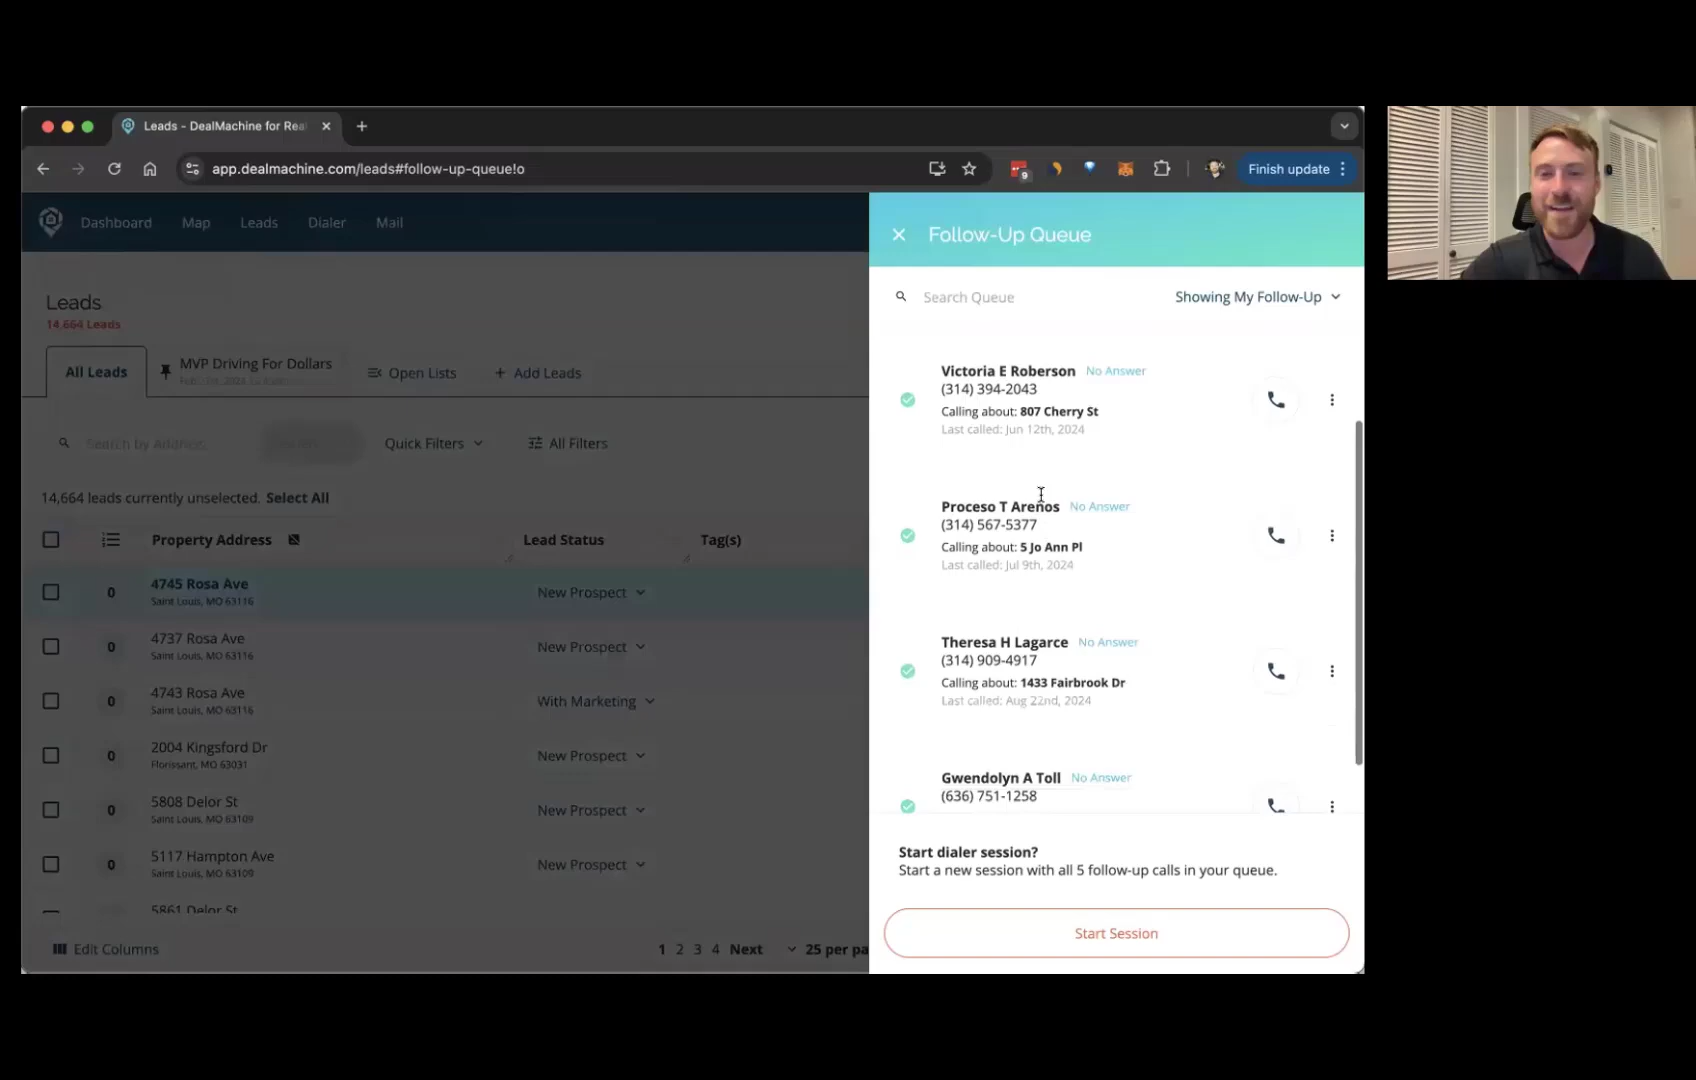 Leads - DealMachine for Rea
app.dealmachine.com/leads#follow-up-queue!o
9
Finish update
Dashboard
Map
Leads
Dialer
Mail
Follow-Up Queue
Search Queue
Showing My Follow-Up
Leads
14,664 Leads
All Leads
MVP Driving For Dollars
Open Lists
+ Add Leads
Search by Address
Quick Filters
All Filters
14,664 leads currently unselected. Select All
Property Address
Lead Status
Tag(s)
0
4745 Rosa Ave
Saint Louis, MO 63116
New Prospect
0
4737 Rosa Ave
Saint Louis, MO 63116
New Prospect
0
4743 Rosa Ave
Saint Louis, MO 63116
With Marketing
0
2004 Kingsford Dr
Florissant, MO 63031
New Prospect
0
5808 Delor St
Saint Louis, MO 63109
New Prospect
0
5117 Hampton Ave
Saint Louis, MO 63109
New Prospect
5861 Delor St
Edit Columns
1 2 3 4 Next
25 per pa
Victoria E Roberson No Answer
(314) 394-2043
Calling about: 807 Cherry St
Last called: Jun 12th, 2024
Proceso T Arenos No Answer
(314) 567-5377
Calling about: 5 Jo Ann Pl
Last called: Jul 9th, 2024
Theresa H Lagarce No Answer
(314) 909-4917
Calling about: 1433 Fairbrook Dr
Last called: Aug 22nd, 2024
Gwendolyn A Toll No Answer
(636) 751-1258
Start dialer session?
Start a new session with all 5 follow-up calls in your queue.
Start Session